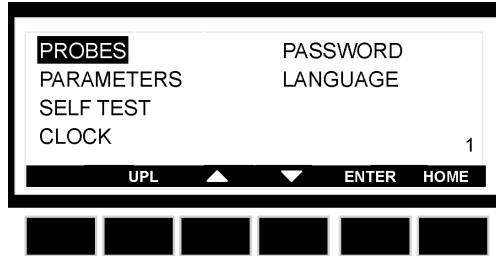 PROBES PASSWORD
PARAMETERS LANGUAGE
SELF TEST
CLOCK
1
UPL ENTER HOME